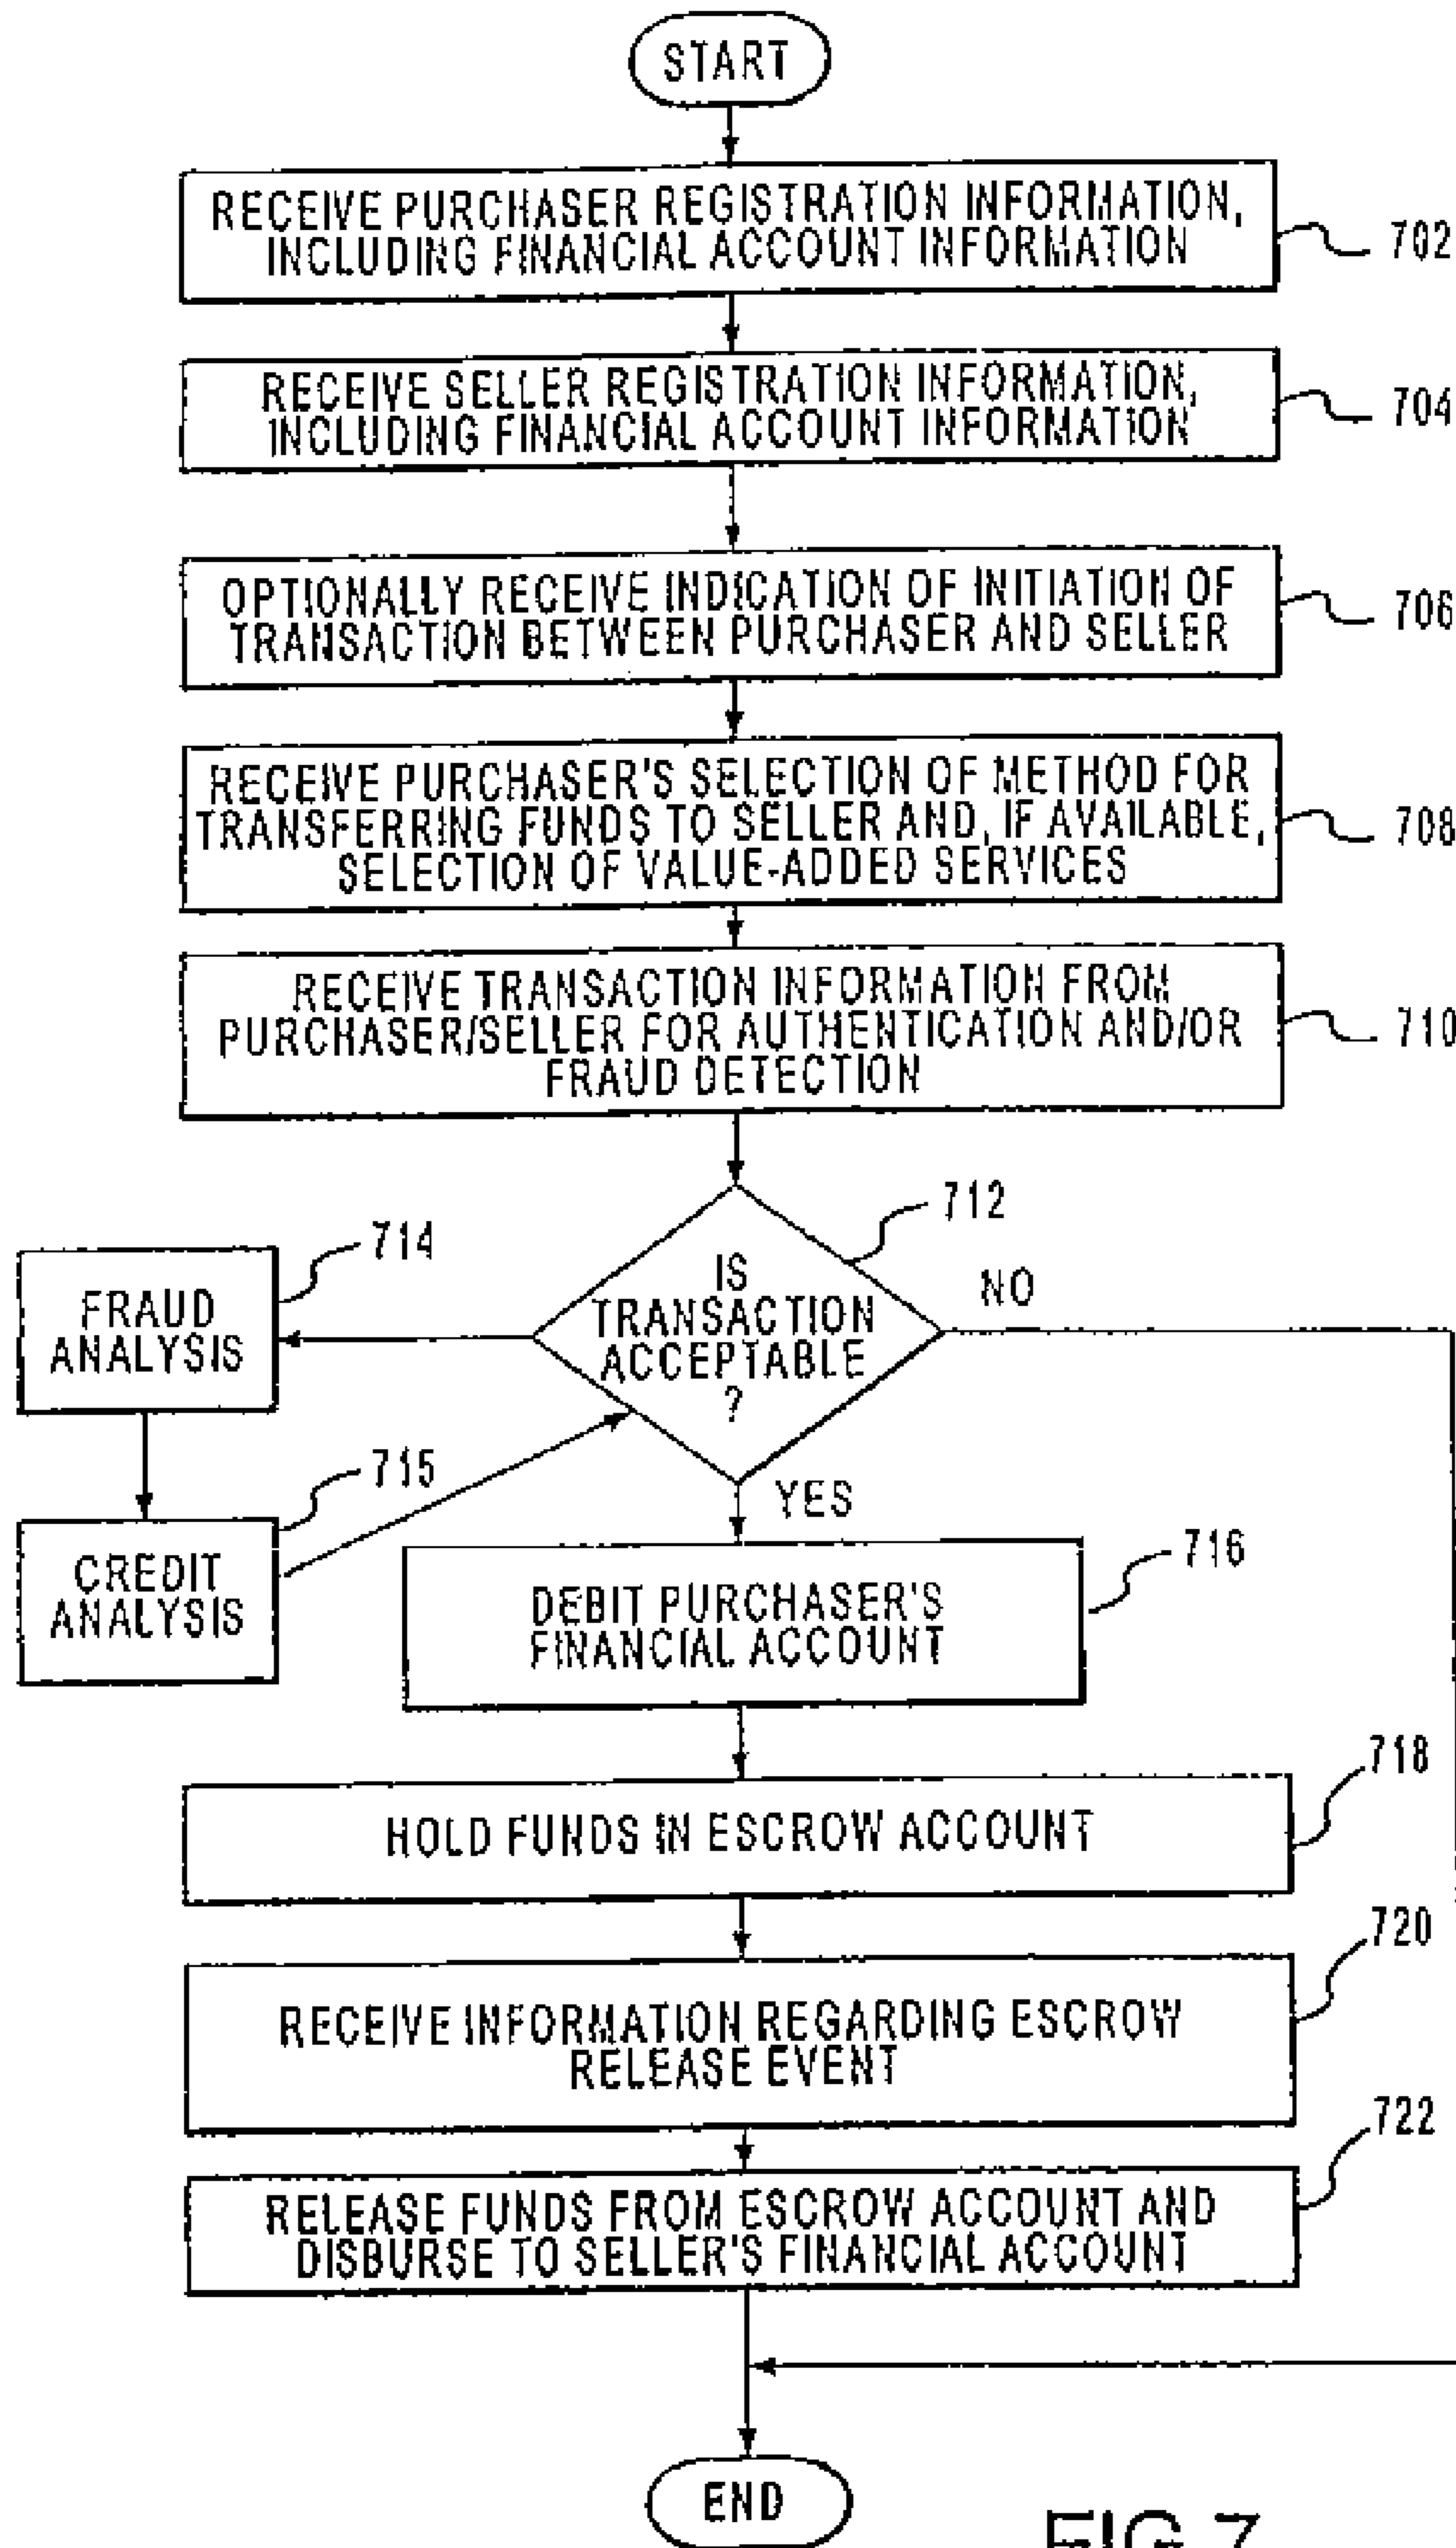 START
RECEIVE PURCHASER REGISTRATION INFORMATION,
INCLUDING FINANCIAL ACCOUNT INFORMATION
702
RECEIVE SELLER REGISTRATION INFORMATION,
INCLUDING FINANCIAL ACCOUNT INFORMATION
704
OPTIONALLY RECEIVE INDICATION OF INITIATION OF
TRANSACTION BETWEEN PURCHASER AND SELLER
706
RECEIVE PURCHASER'S SELECTION OF METHOD FOR
TRANSFERRING FUNDS TO SELLER AND, IF AVAILABLE,
SELECTION OF VALUE-ADDED SERVICES
708
RECEIVE TRANSACTION INFORMATION FROM
PURCHASER/SELLER FOR AUTHENTICATION AND/OR
FRAUD DETECTION
710
712
IS
TRANSACTION
ACCEPTABLE
?
NO
714
FRAUD
ANALYSIS
715
CREDIT
ANALYSIS
YES
716
DEBIT PURCHASER'S
FINANCIAL ACCOUNT
718
HOLD FUNDS IN ESCROW ACCOUNT
720
RECEIVE INFORMATION REGARDING ESCROW
RELEASE EVENT
722
RELEASE FUNDS FROM ESCROW ACCOUNT AND
DISBURSE TO SELLER'S FINANCIAL ACCOUNT
END
FIG 7